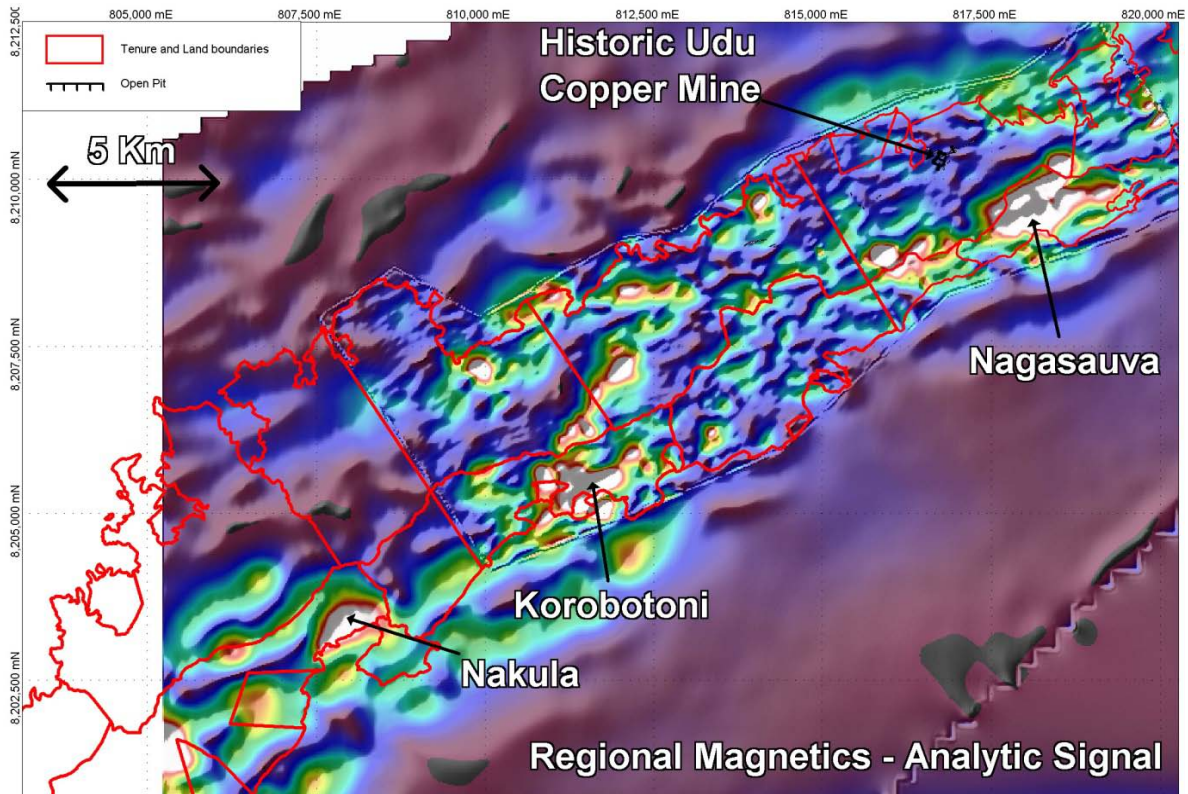 805,000 mE
807,500 mE
810,000 mE
812,500 mE
815,000 mE
817,500 mE
820,000 mE
8,212,500
Tenure and Land boundaries
Open Pit
Historic Udu
Copper Mine
5 Km
8,210,000 mN
Nagasauva
8,207,500 mN
8,205,000 mN
Korobotoni
Nakula
8,202,500 mN
Regional Magnetics - Analytic Signal